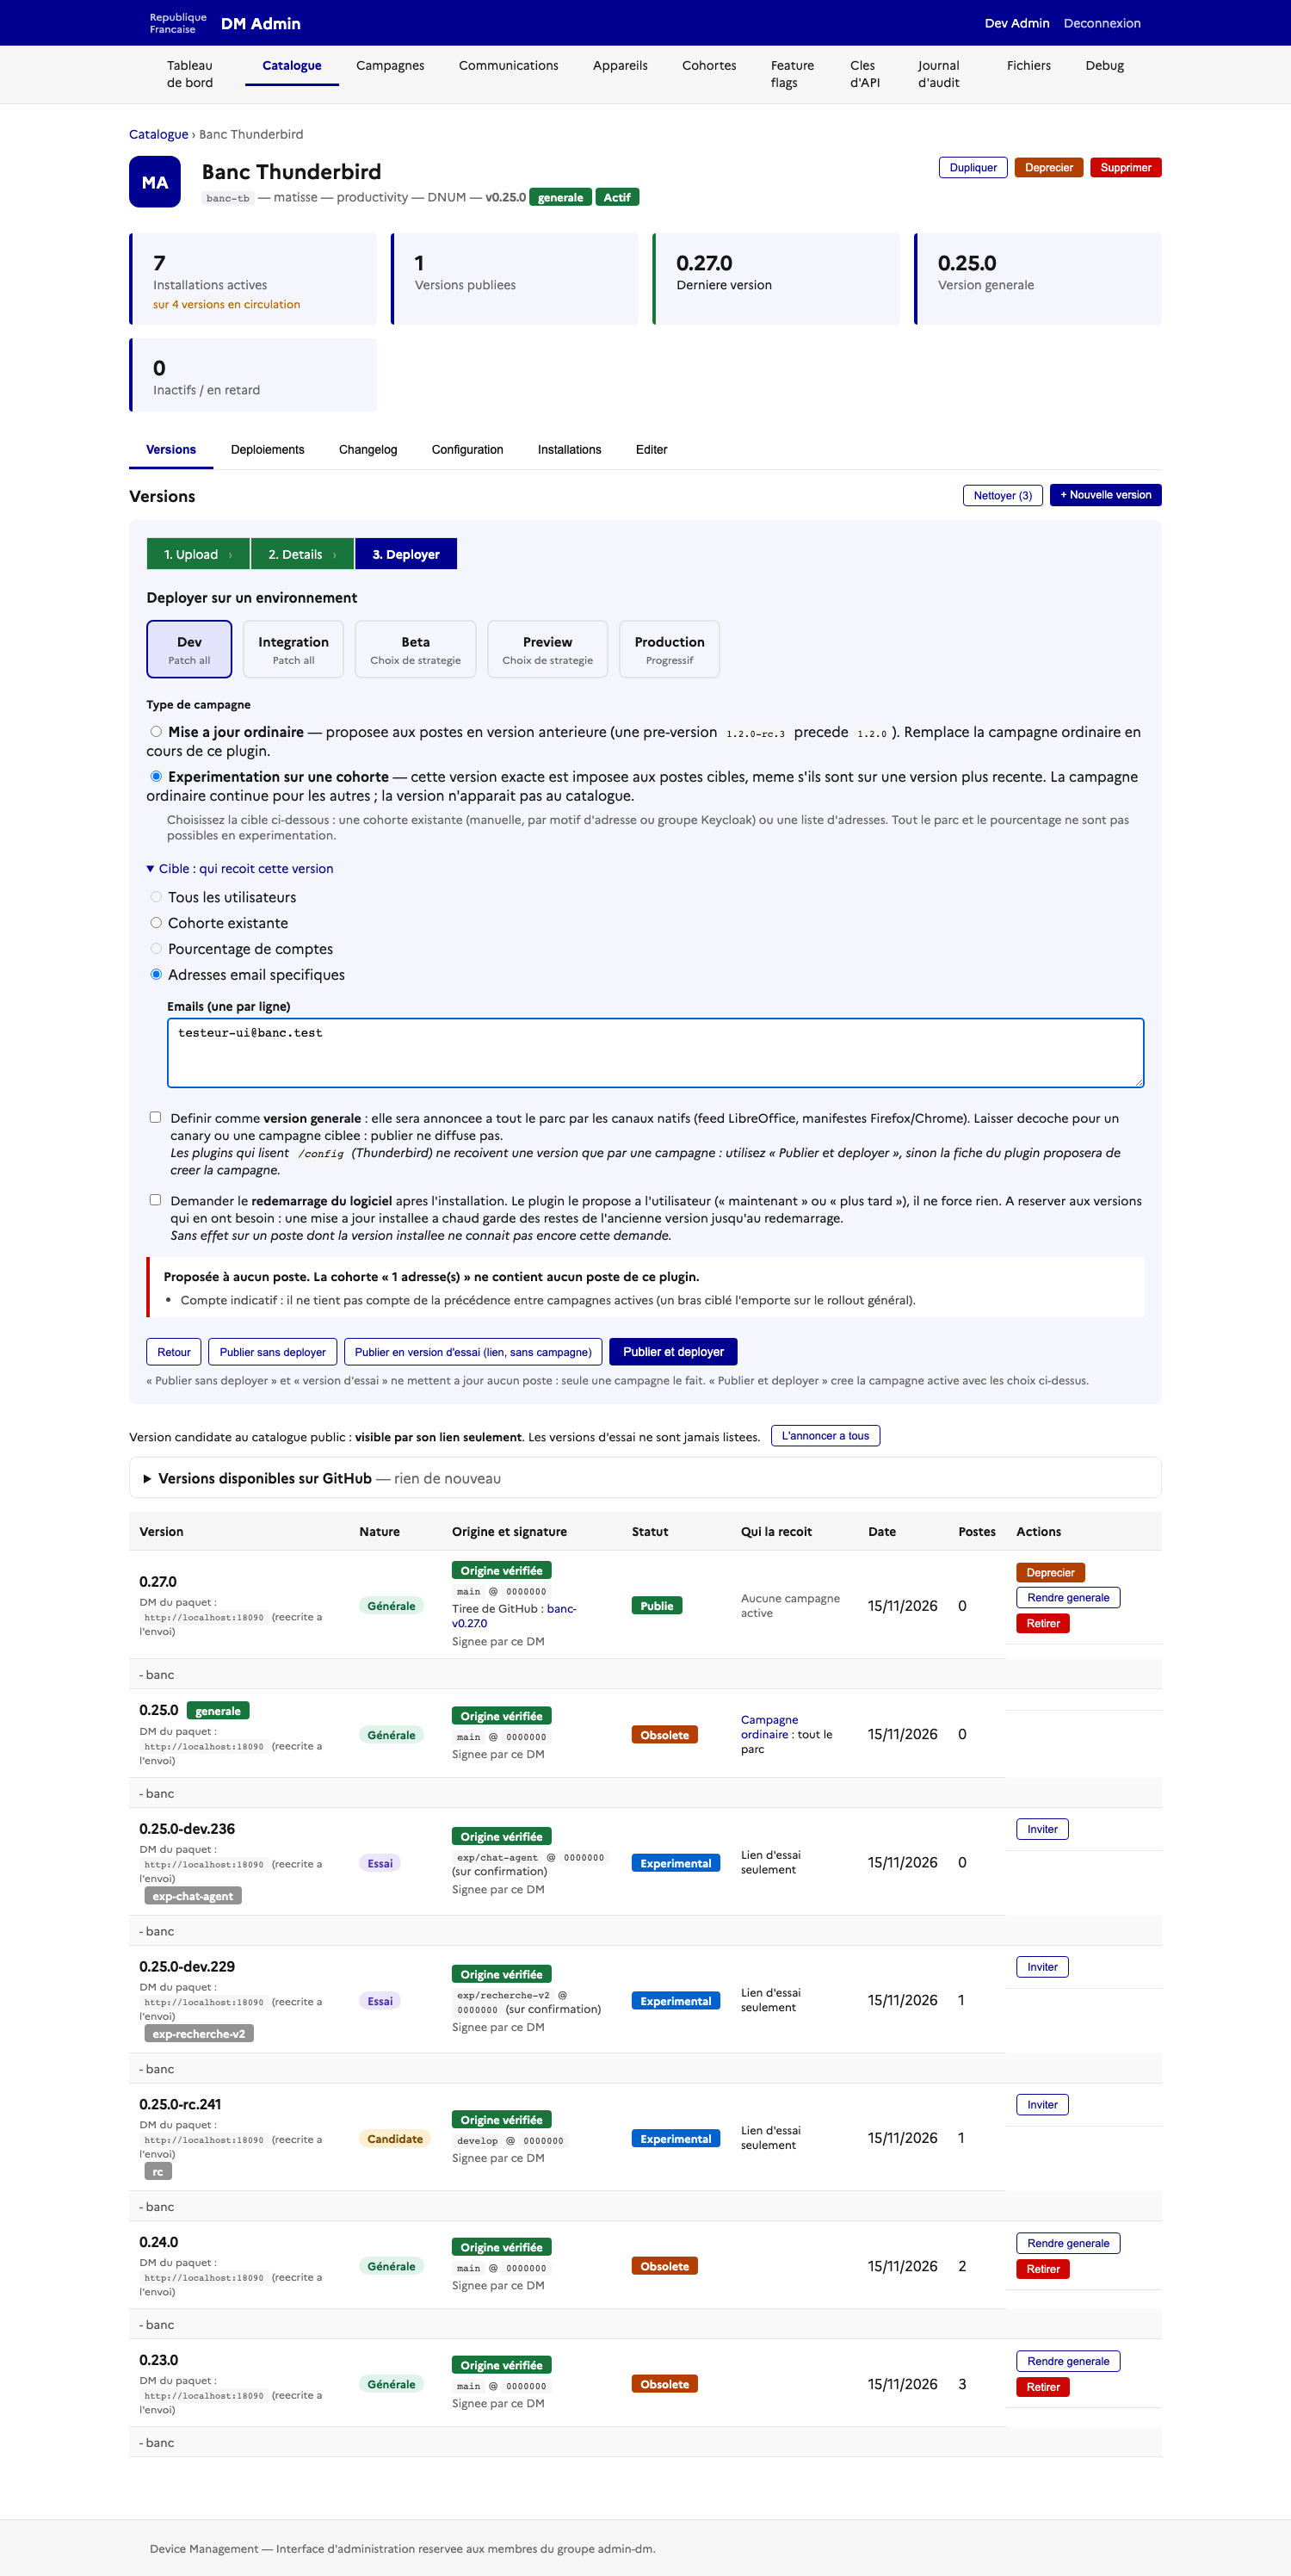 Republique
Francaise
DM Admin
Dev Admin
Deconnexion
Tableau de bord
Catalogue
Campagnes
Communications
Appareils
Cohortes
Feature flags
Cles d'API
Journal d'audit
Fichiers
Debug
Catalogue › Banc Thunderbird
MA
Banc Thunderbird
banc-tb — matisse — productivity — DNUM — v0.25.0 generale Actif
Dupliquer
Deprecier
Supprimer
7
Installations actives
sur 4 versions en circulation
1
Versions publiees
0.27.0
Derniere version
0.25.0
Version generale
0
Inactifs / en retard
Versions
Deploiements
Changelog
Configuration
Installations
Editer
Versions
Nettoyer (3)
+ Nouvelle version
1. Upload ›
2. Details ›
3. Deployer
Deployer sur un environnement
Dev
Patch all
Integration
Patch all
Beta
Choix de strategie
Preview
Choix de strategie
Production
Progressif
Type de campagne
Mise a jour ordinaire — proposee aux postes en version anterieure (une pre-version 1.2.0-rc.3 precede 1.2.0 ). Remplace la campagne ordinaire en
cours de ce plugin.
Experimentation sur une cohorte — cette version exacte est imposee aux postes cibles, meme s'ils sont sur une version plus recente. La campagne
ordinaire continue pour les autres ; la version n'apparait pas au catalogue.
Choisissez la cible ci-dessous : une cohorte existante (manuelle, par motif d'adresse ou groupe Keycloak) ou une liste d'adresses. Tout le parc et le pourcentage ne sont pas
possibles en experimentation.
▼ Cible : qui recoit cette version
Tous les utilisateurs
Cohorte existante
Pourcentage de comptes
Adresses email specifiques
Emails (une par ligne)
testeur-ui@banc.test
Definir comme version generale : elle sera annoncee a tout le parc par les canaux natifs (feed LibreOffice, manifestes Firefox/Chrome). Laisser decoche pour un
canary ou une campagne ciblee : publier ne diffuse pas.
Les plugins qui lisent /config (Thunderbird) ne recoivent une version que par une campagne : utilisez « Publier et deployer », sinon la fiche du plugin proposera de
creer la campagne.
Demander le redemarrage du logiciel apres l'installation. Le plugin le propose a l'utilisateur (« maintenant » ou « plus tard »), il ne force rien. A reserver aux versions
qui en ont besoin : une mise a jour installee a chaud garde des restes de l'ancienne version jusqu'au redemarrage.
Sans effet sur un poste dont la version installee ne connait pas encore cette demande.
Proposée à aucun poste. La cohorte « 1 adresse(s) » ne contient aucun poste de ce plugin.
• Compte indicatif : il ne tient pas compte de la précédence entre campagnes actives (un bras ciblé l'emporte sur le rollout général).
Retour
Publier sans deployer
Publier en version d'essai (lien, sans campagne)
Publier et deployer
« Publier sans deployer » et « version d'essai » ne mettent a jour aucun poste : seule une campagne le fait. « Publier et deployer » cree la campagne active avec les choix ci-dessus.
Version candidate au catalogue public : visible par son lien seulement. Les versions d'essai ne sont jamais listees. L'annoncer a tous
▶ Versions disponibles sur GitHub — rien de nouveau
Version Nature Origine et signature Statut Qui la recoit Date Postes Actions
0.27.0
DM du paquet :
http://localhost:18090 (reecrite a
l'envoi)
Générale
Origine vérifiée
main @ 0000000
Tiree de GitHub : banc-
v0.27.0
Signee par ce DM
Publie
Aucune campagne
active
15/11/2026
0
Deprecier
Rendre generale
Retirer
- banc
0.25.0 generale
DM du paquet :
http://localhost:18090 (reecrite a
l'envoi)
Générale
Origine vérifiée
main @ 0000000
Signee par ce DM
Obsolete
Campagne
ordinaire : tout le
parc
15/11/2026
0
- banc
0.25.0-dev.236
DM du paquet :
http://localhost:18090 (reecrite a
l'envoi)
exp-chat-agent
Essai
Origine vérifiée
exp/chat-agent @ 0000000
(sur confirmation)
Signee par ce DM
Experimental
Lien d'essai
seulement
15/11/2026
0
Inviter
- banc
0.25.0-dev.229
DM du paquet :
http://localhost:18090 (reecrite a
l'envoi)
exp-recherche-v2
Essai
Origine vérifiée
exp/recherche-v2 @
0000000 (sur confirmation)
Signee par ce DM
Experimental
Lien d'essai
seulement
15/11/2026
1
Inviter
- banc
0.25.0-rc.241
DM du paquet :
http://localhost:18090 (reecrite a
l'envoi)
rc
Candidate
Origine vérifiée
develop @ 0000000
Signee par ce DM
Experimental
Lien d'essai
seulement
15/11/2026
1
Inviter
- banc
0.24.0
DM du paquet :
http://localhost:18090 (reecrite a
l'envoi)
Générale
Origine vérifiée
main @ 0000000
Signee par ce DM
Obsolete
15/11/2026
2
Rendre generale
Retirer
- banc
0.23.0
DM du paquet :
http://localhost:18090 (reecrite a
l'envoi)
Générale
Origine vérifiée
main @ 0000000
Signee par ce DM
Obsolete
15/11/2026
3
Rendre generale
Retirer
- banc
Device Management — Interface d'administration reservee aux membres du groupe admin-dm.